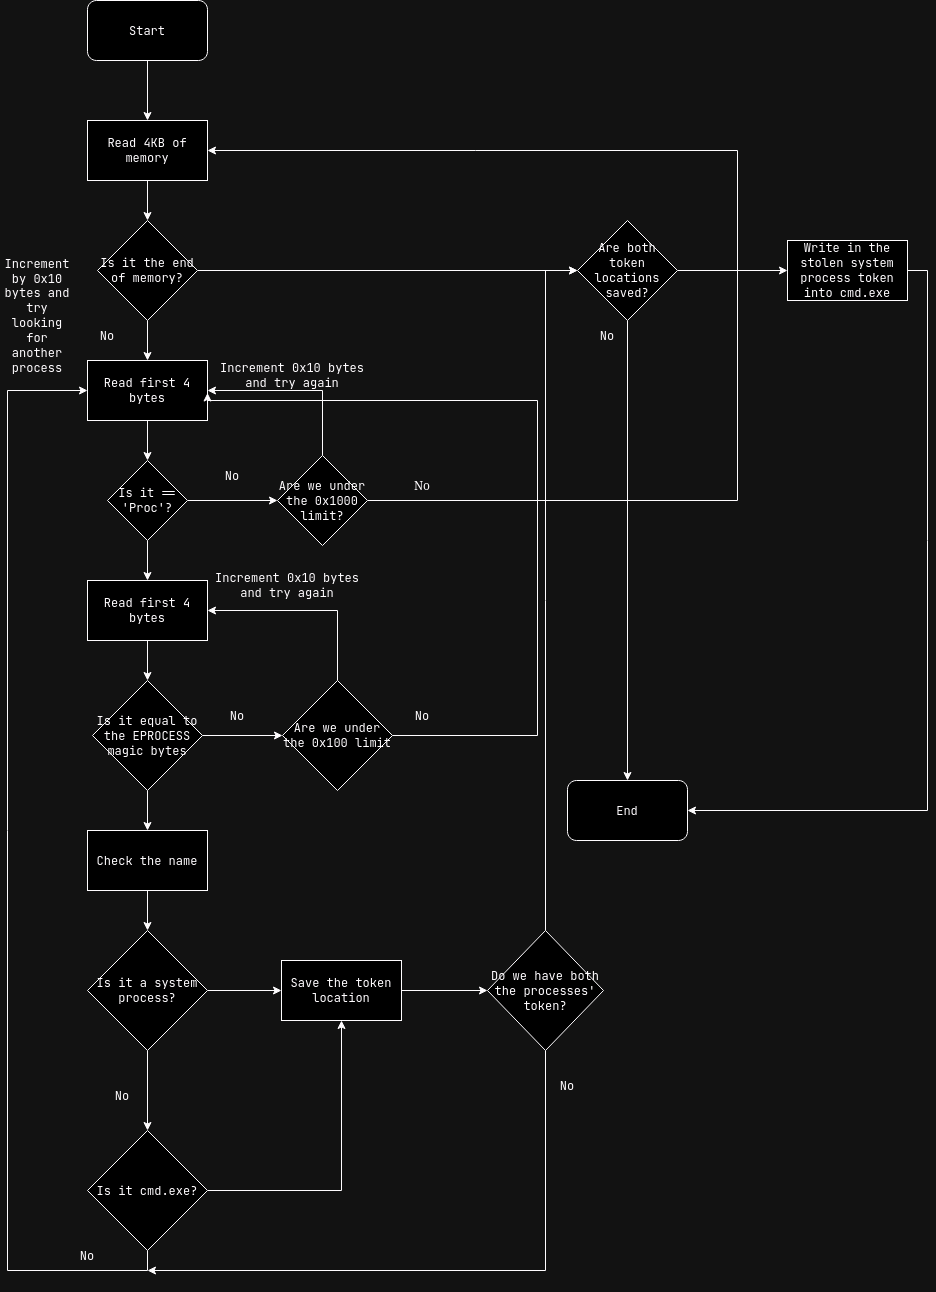 Start
Read 4KB of
memory
Is it the end
of memory?
Are both
token
locations
saved?
Write in the
stolen system
process token
into cmd.exe
Increment
by 0x10
bytes and
try
looking
for
another
process
No
No
Read first 4
bytes
Increment 0x10 bytes
and try again
Is it ==
'Proc'?
No
Are we under
the 0x1000
limit?
No
Read first 4
bytes
Increment 0x10 bytes
and try again
Is it equal to
the EPROCESS
magic bytes
No
Are we under
the 0x100 limit
No
End
Check the name
Is it a system
process?
Save the token
location
Do we have both
the processes'
token?
No
No
Is it cmd.exe?
No